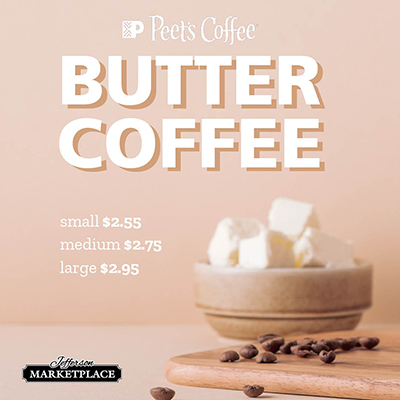 Peet's Coffee
BUTTER
COFFEE
small $2.55
medium $2.75
large $2.95
Jefferson
MARKETPLACE